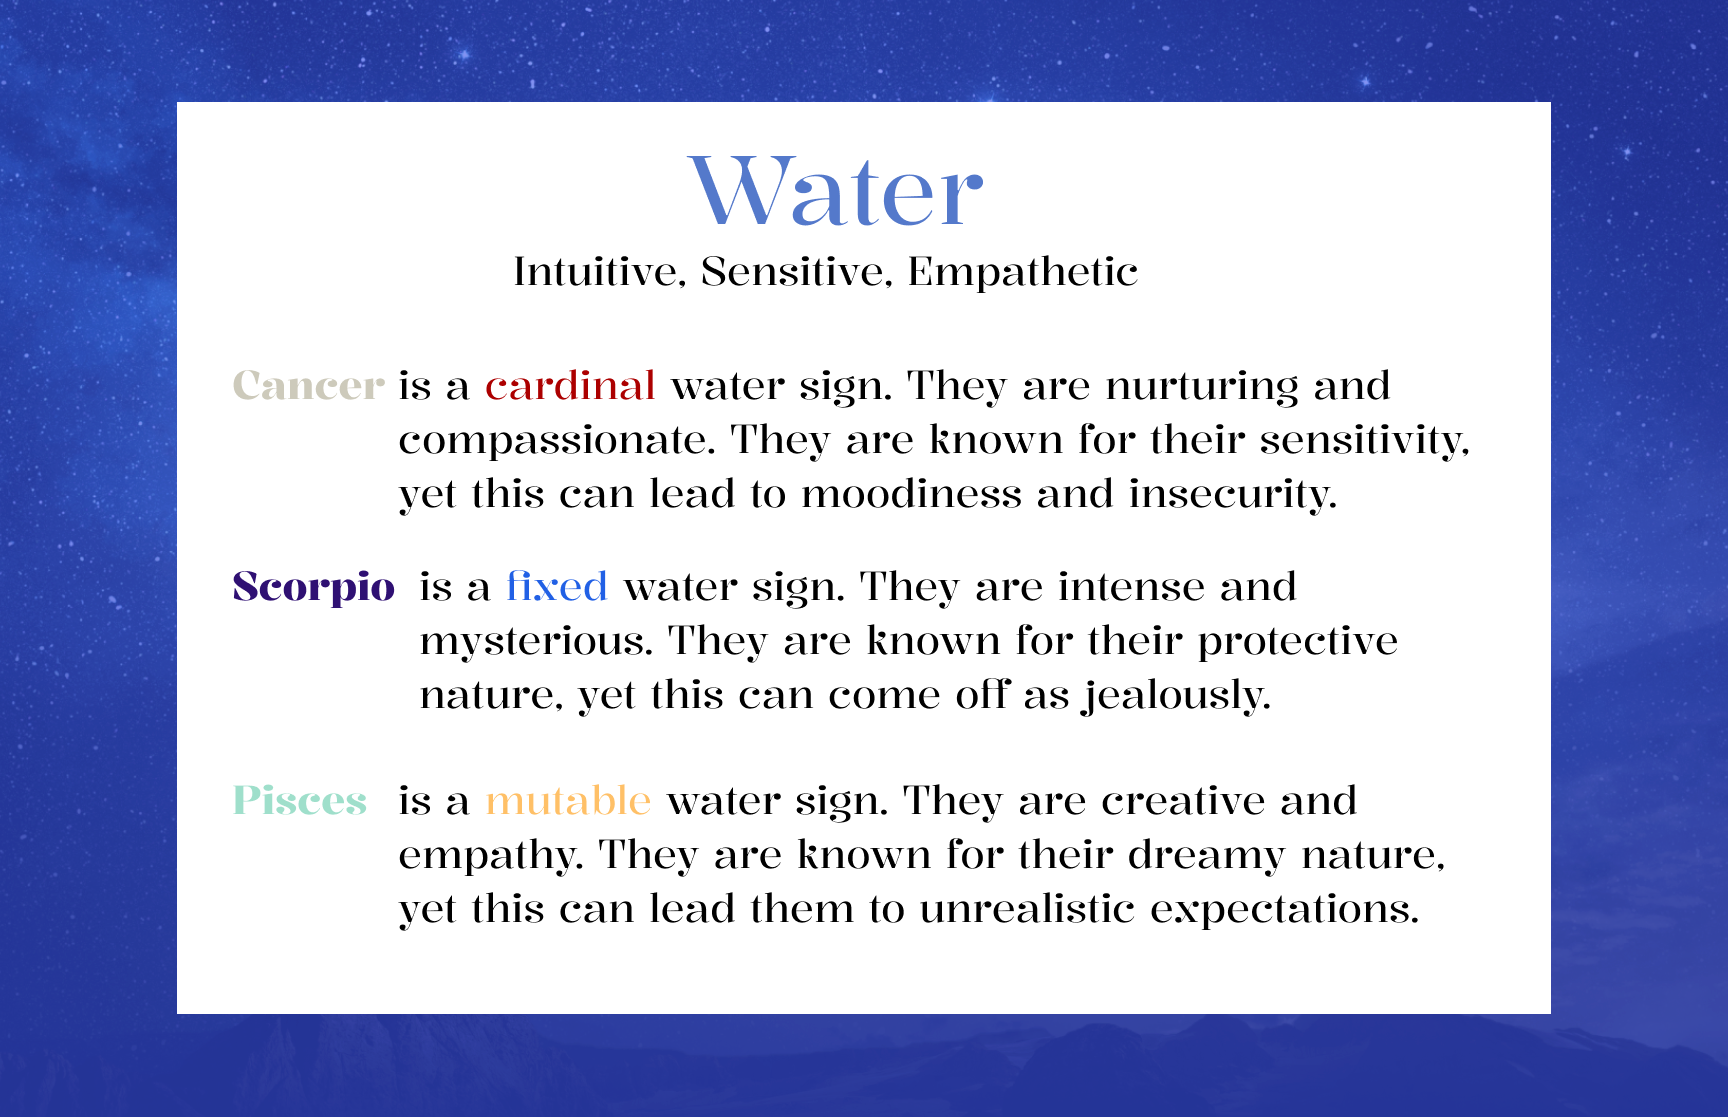 Water
Intuitive, Sensitive, Empathetic
Cancer is a cardinal water sign. They are nurturing and
compassionate. They are known for their sensitivity,
yet this can lead to moodiness and insecurity.
Scorpio is a fixed water sign. They are intense and
mysterious. They are known for their protective
nature, yet this can come off as jealously.
Pisces is a mutable water sign. They are creative and
empathy. They are known for their dreamy nature,
yet this can lead them to unrealistic expectations.